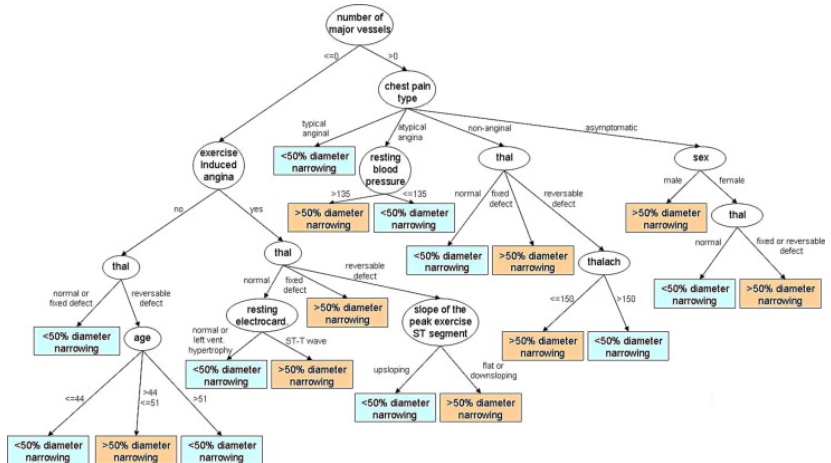 number of
major vessels
<=0
>0
chest pain
type
typical
anginal
atypical
angina
non-anginal
asymptomatic
exercise
Induced
angina
<50% diameter
narrowing
resting
blood
pressure
thal
sex
no
yes
>135
<=135
normal
fixed
defect
reversable
defect
male
female
>50% diameter
narrowing
<50% diameter
narrowing
>50% diameter
narrowing
thal
thal
thal
<50% diameter
narrowing
>50% diameter
narrowing
thalach
normal
fixed or reversable
defect
normal or
fixed defect
reversable
defect
normal
fixed
defect
reversable
defect
<=150
>150
<50% diameter
narrowing
>50% diameter
narrowing
<50% diameter
narrowing
age
resting
electrocard.
>50% diameter
narrowing
slope of the
peak exercise
ST segment
>50% diameter
narrowing
<50% diameter
narrowing
normal or
left vent.
hypertrophy
ST-T wave
<50% diameter
narrowing
>50% diameter
narrowing
upsloping
flat or
downsloping
<=44
>44
<=51
>51
<50% diameter
narrowing
>50% diameter
narrowing
<50% diameter
narrowing
>50% diameter
narrowing
<50% diameter
narrowing